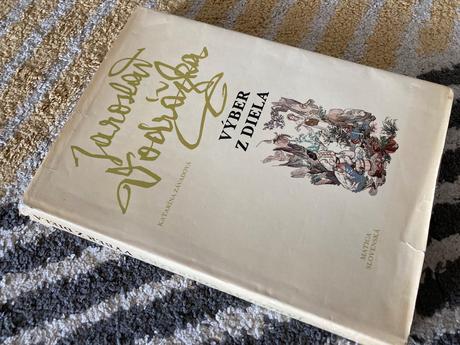 Jaroslav
Vodrážka
KATARÍNA ZÁVADOVÁ
VÝBER
Z DIELA
MATICA
SLOVENSKÁ